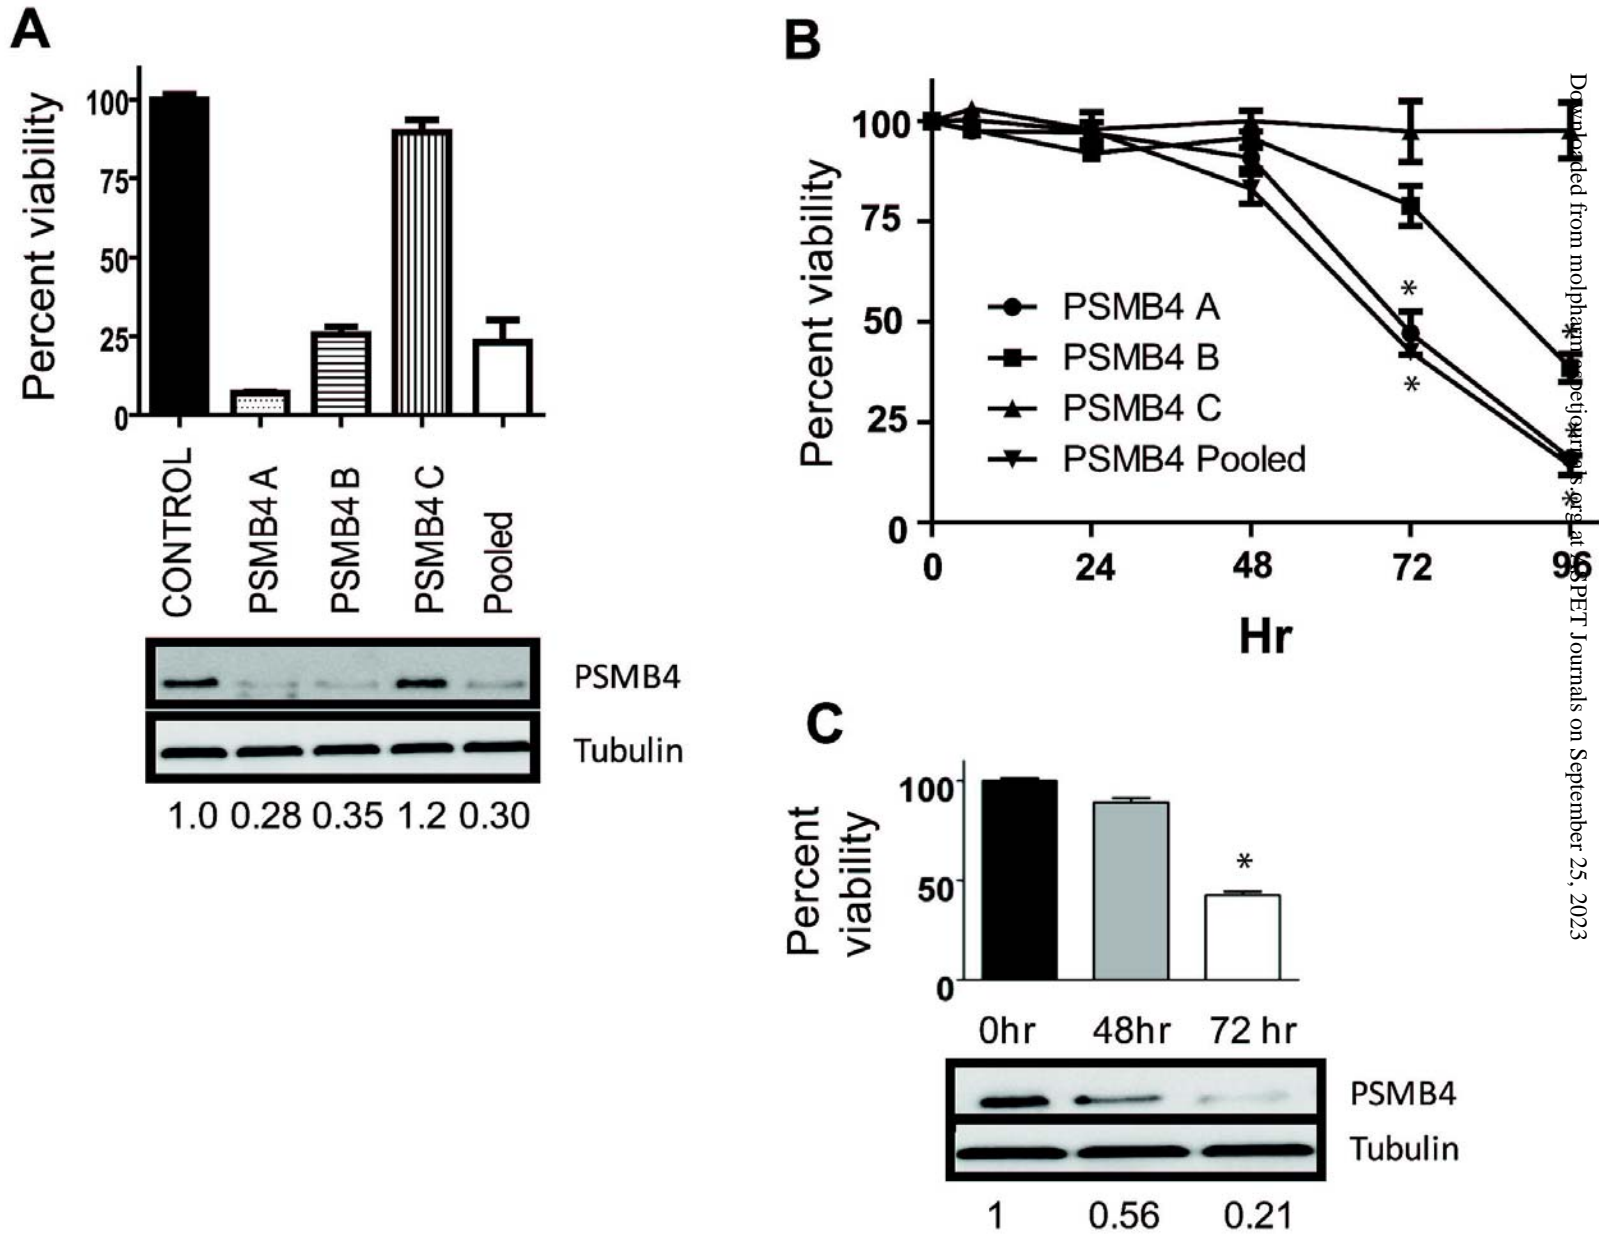 A
Percent viability
100
75
50
25
0
CONTROL
PSMB4 A
PSMB4 B
PSMB4 C
Pooled
PSMB4
Tubulin
1.0 0.28 0.35 1.2 0.30
B
Percent viability
100
75
50
25
0
PSMB4 A
PSMB4 B
PSMB4 C
PSMB4 Pooled
*
*
*
*
*
0 24 48 72 96
Hr
C
Percent
viability
100
50
0
*
0hr 48hr 72 hr
PSMB4
Tubulin
1 0.56 0.21
Downloaded from molpharm.aspetjournals.org at ASPET Journals on September 25, 2023